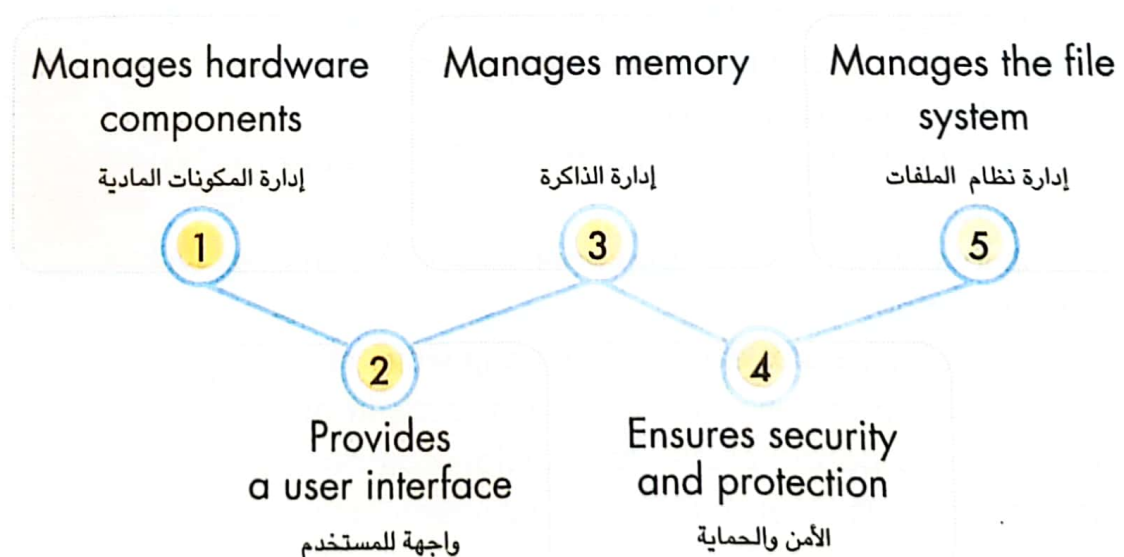 Manages hardware
components
إدارة المكونات المادية
1
Provides
a user interface
واجهة للمستخدم
2
Manages memory
إدارة الذاكرة
3
Ensures security
and protection
الأمن والحماية
4
Manages the file
system
إدارة نظام الملفات
5